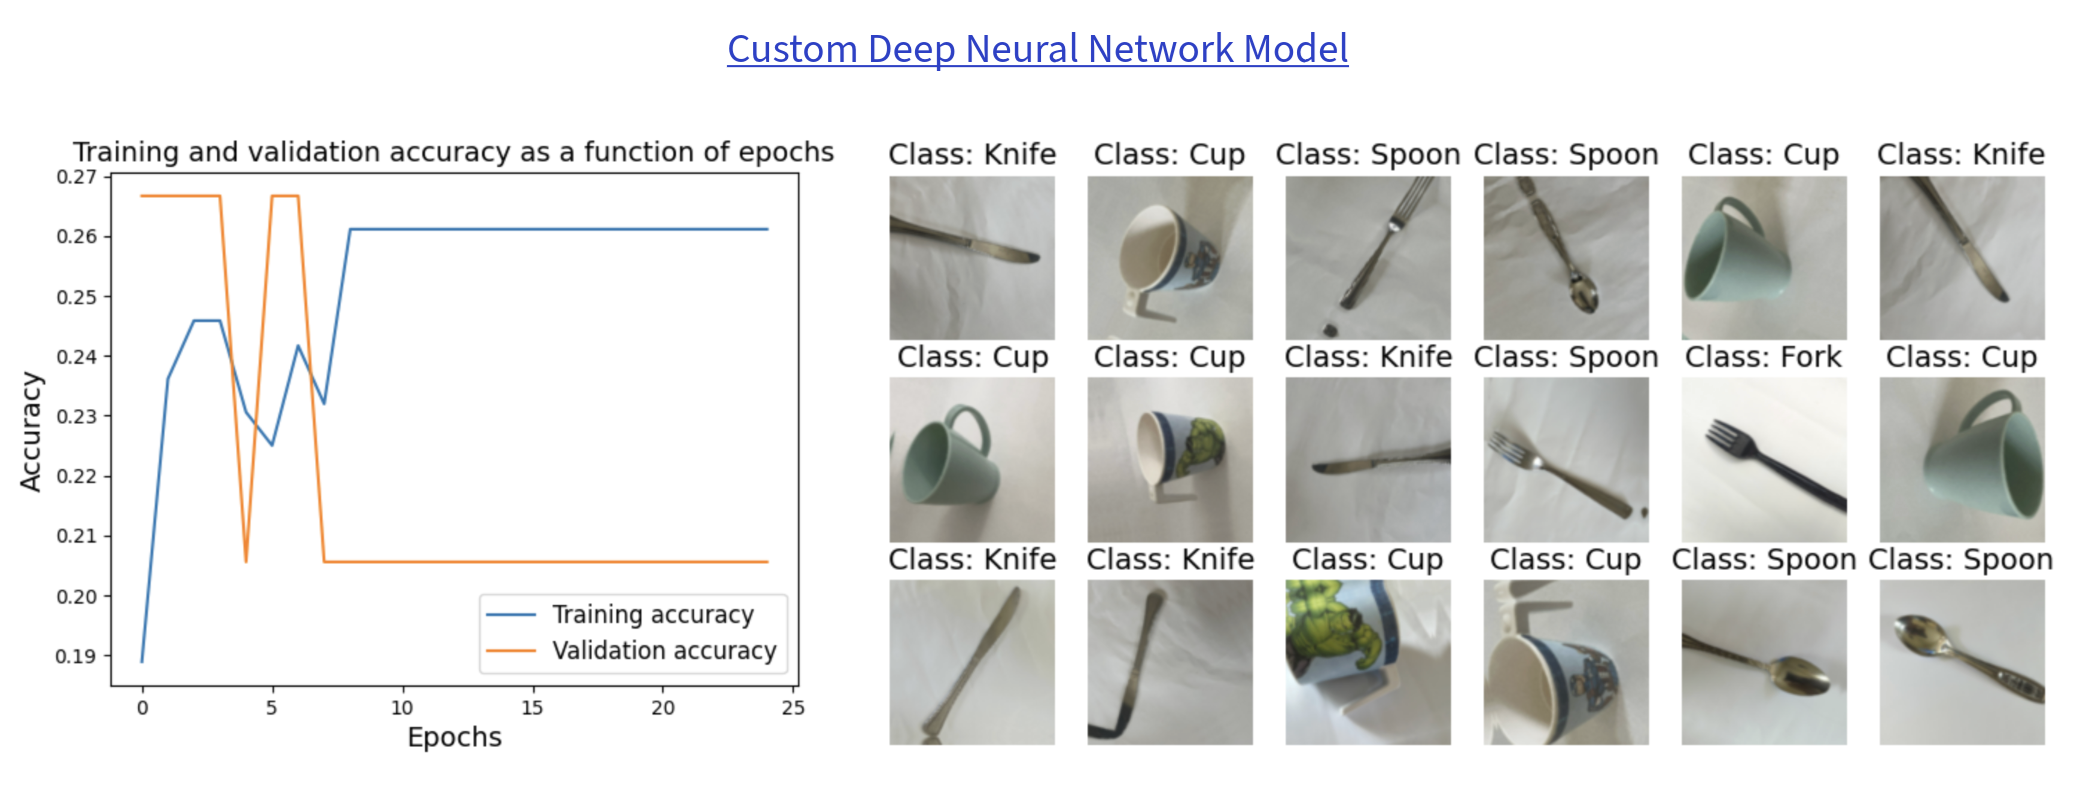 Custom Deep Neural Network Model
Training and validation accuracy as a function of epochs
0.27
0.26
0.25
0.24
0.23
0.22
0.21
0.20
0.19
Accuracy
0 5 10 15 20 25
Epochs
Training accuracy
Validation accuracy
Class: Knife Class: Cup Class: Spoon Class: Spoon Class: Cup Class: Knife
Class: Cup Class: Cup Class: Knife Class: Spoon Class: Fork Class: Cup
Class: Knife Class: Knife Class: Cup Class: Cup Class: Spoon Class: Spoon